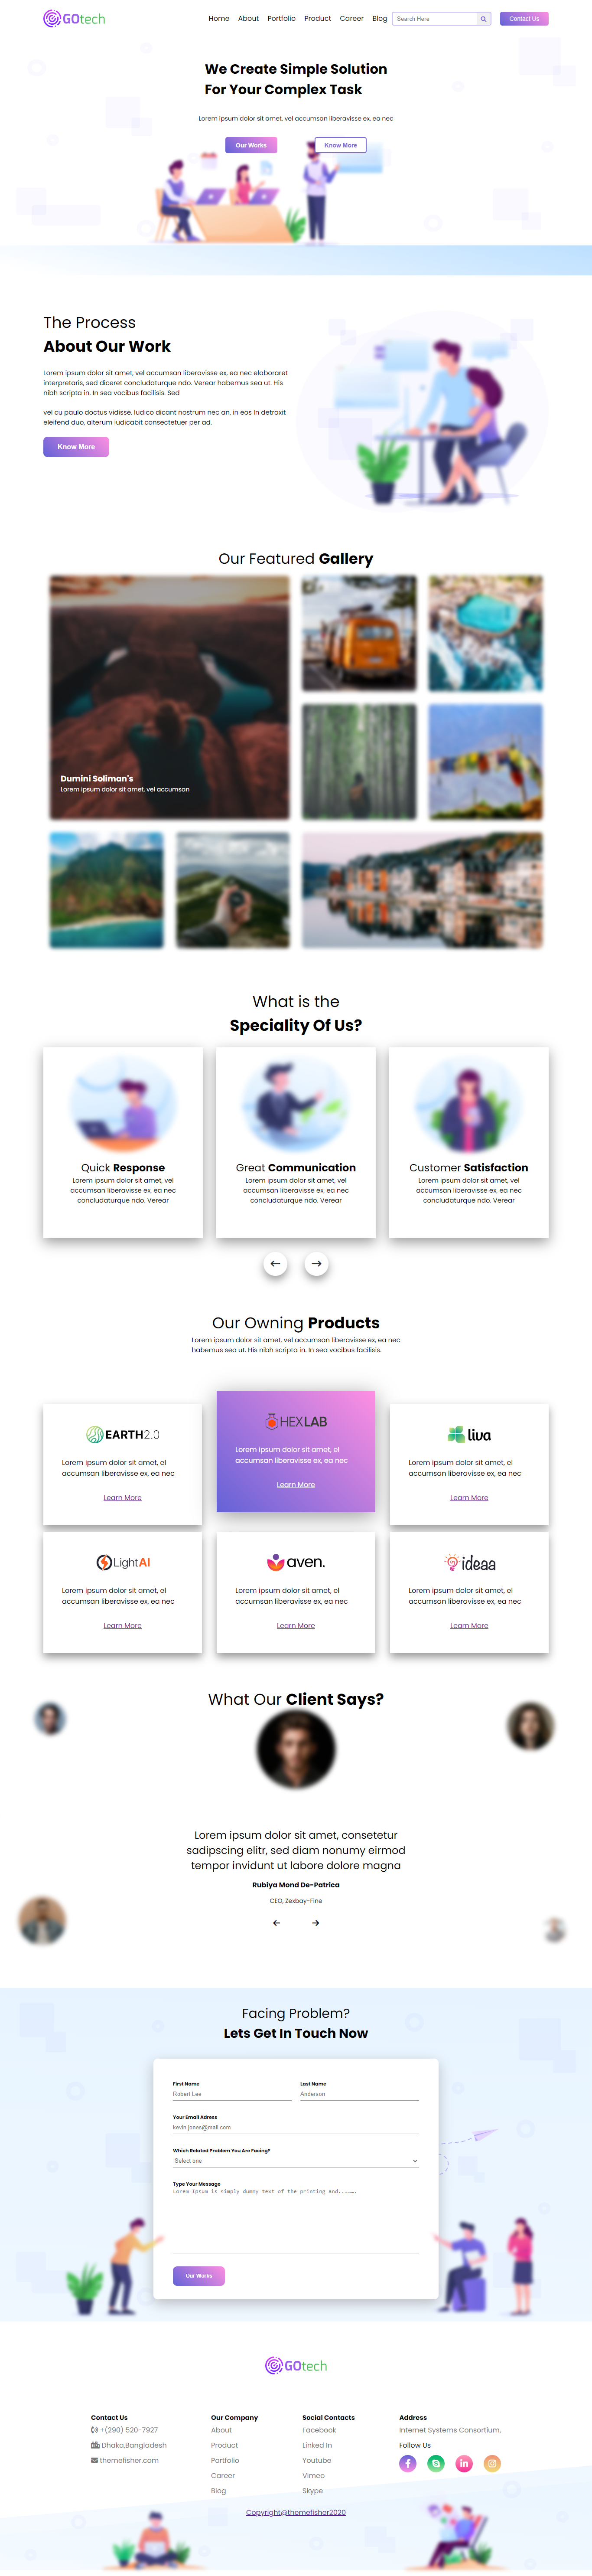 GOtech
Home About Portfolio Product Career Blog Search Here Contact Us
We Create Simple Solution
For Your Complex Task
Lorem ipsum dolor sit amet, vel accumsan liberavisse ex, ea nec
Our Works Know More
The Process
About Our Work
Lorem ipsum dolor sit amet, vel accumsan liberavisse ex, ea nec elaboraret
interpretaris, sed diceret concludaturque ndo. Verear habemus sea ut. His
nibh scripta in. In sea vocibus facilisis. Sed
vel cu paulo doctus vidisse. Iudico dicant nostrum nec an, in eos In detraxit
eleifend duo, alterum iudicabit consectetuer per ad.
Know More
Our Featured Gallery
Dumini Soliman's
Lorem ipsum dolor sit amet, vel accumsan
What is the
Speciality Of Us?
Quick Response
Lorem ipsum dolor sit amet, vel
accumsan liberavisse ex, ea nec
concludaturque ndo. Verear
Great Communication
Lorem ipsum dolor sit amet, vel
accumsan liberavisse ex, ea nec
concludaturque ndo. Verear
Customer Satisfaction
Lorem ipsum dolor sit amet, vel
accumsan liberavisse ex, ea nec
concludaturque ndo. Verear
Our Owning Products
Lorem ipsum dolor sit amet, vel accumsan liberavisse ex, ea nec
habemus sea ut. His nibh scripta in. In sea vocibus facilisis.
EARTH2.0
Lorem ipsum dolor sit amet, el
accumsan liberavisse ex, ea nec
Learn More
HEXLAB
Lorem ipsum dolor sit amet, el
accumsan liberavisse ex, ea nec
Learn More
liva
Lorem ipsum dolor sit amet, el
accumsan liberavisse ex, ea nec
Learn More
LightAI
Lorem ipsum dolor sit amet, el
accumsan liberavisse ex, ea nec
Learn More
aven.
Lorem ipsum dolor sit amet, el
accumsan liberavisse ex, ea nec
Learn More
ideaa
Lorem ipsum dolor sit amet, el
accumsan liberavisse ex, ea nec
Learn More
What Our Client Says?
Lorem ipsum dolor sit amet, consetetur
sadipscing elitr, sed diam nonumy eirmod
tempor invidunt ut labore dolore magna
Rubiya Mond De-Patrica
CEO, Zexbay-Fine
Facing Problem?
Lets Get In Touch Now
First Name Last Name
Robert Lee Anderson
Your Email Adress
kevin.jones@mail.com
Which Related Problem You Are Facing?
Select one
Type Your Message
Lorem Ipsum is simply dummy text of the printing and...……
Our Works
GOtech
Contact Us
+(290) 520-7927
Dhaka,Bangladesh
themefisher.com
Our Company
About
Product
Portfolio
Career
Blog
Social Contacts
Facebook
Linked In
Youtube
Vimeo
Skype
Address
Internet Systems Consortium,
Follow Us
Copyright@themefisher2020